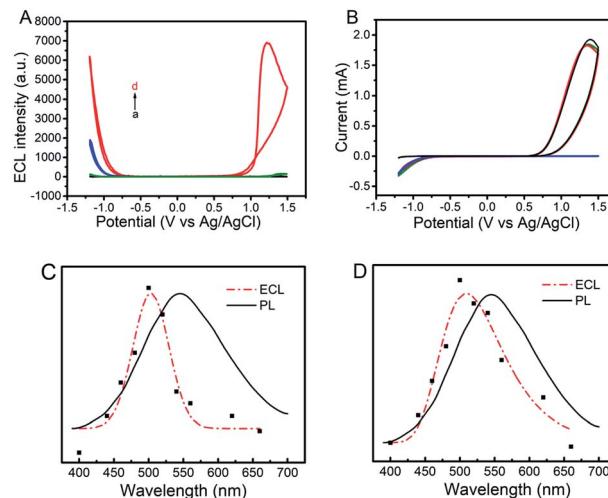 A
ECL intensity (a.u.)
8000
7000
6000
5000
4000
3000
2000
1000
0
-1000
d
a
-1.5 -1.0 -0.5 0.0 0.5 1.0 1.5
Potential (V vs Ag/AgCl)
B
Current (mA)
2.0
1.5
1.0
0.5
0.0
-0.5
-1.5 -1.0 -0.5 0.0 0.5 1.0 1.5
Potential (V vs Ag/AgCl)
C
ECL
PL
400 450 500 550 600 650 700
Wavelength (nm)
D
ECL
PL
400 450 500 550 600 650 700
Wavelength (nm)